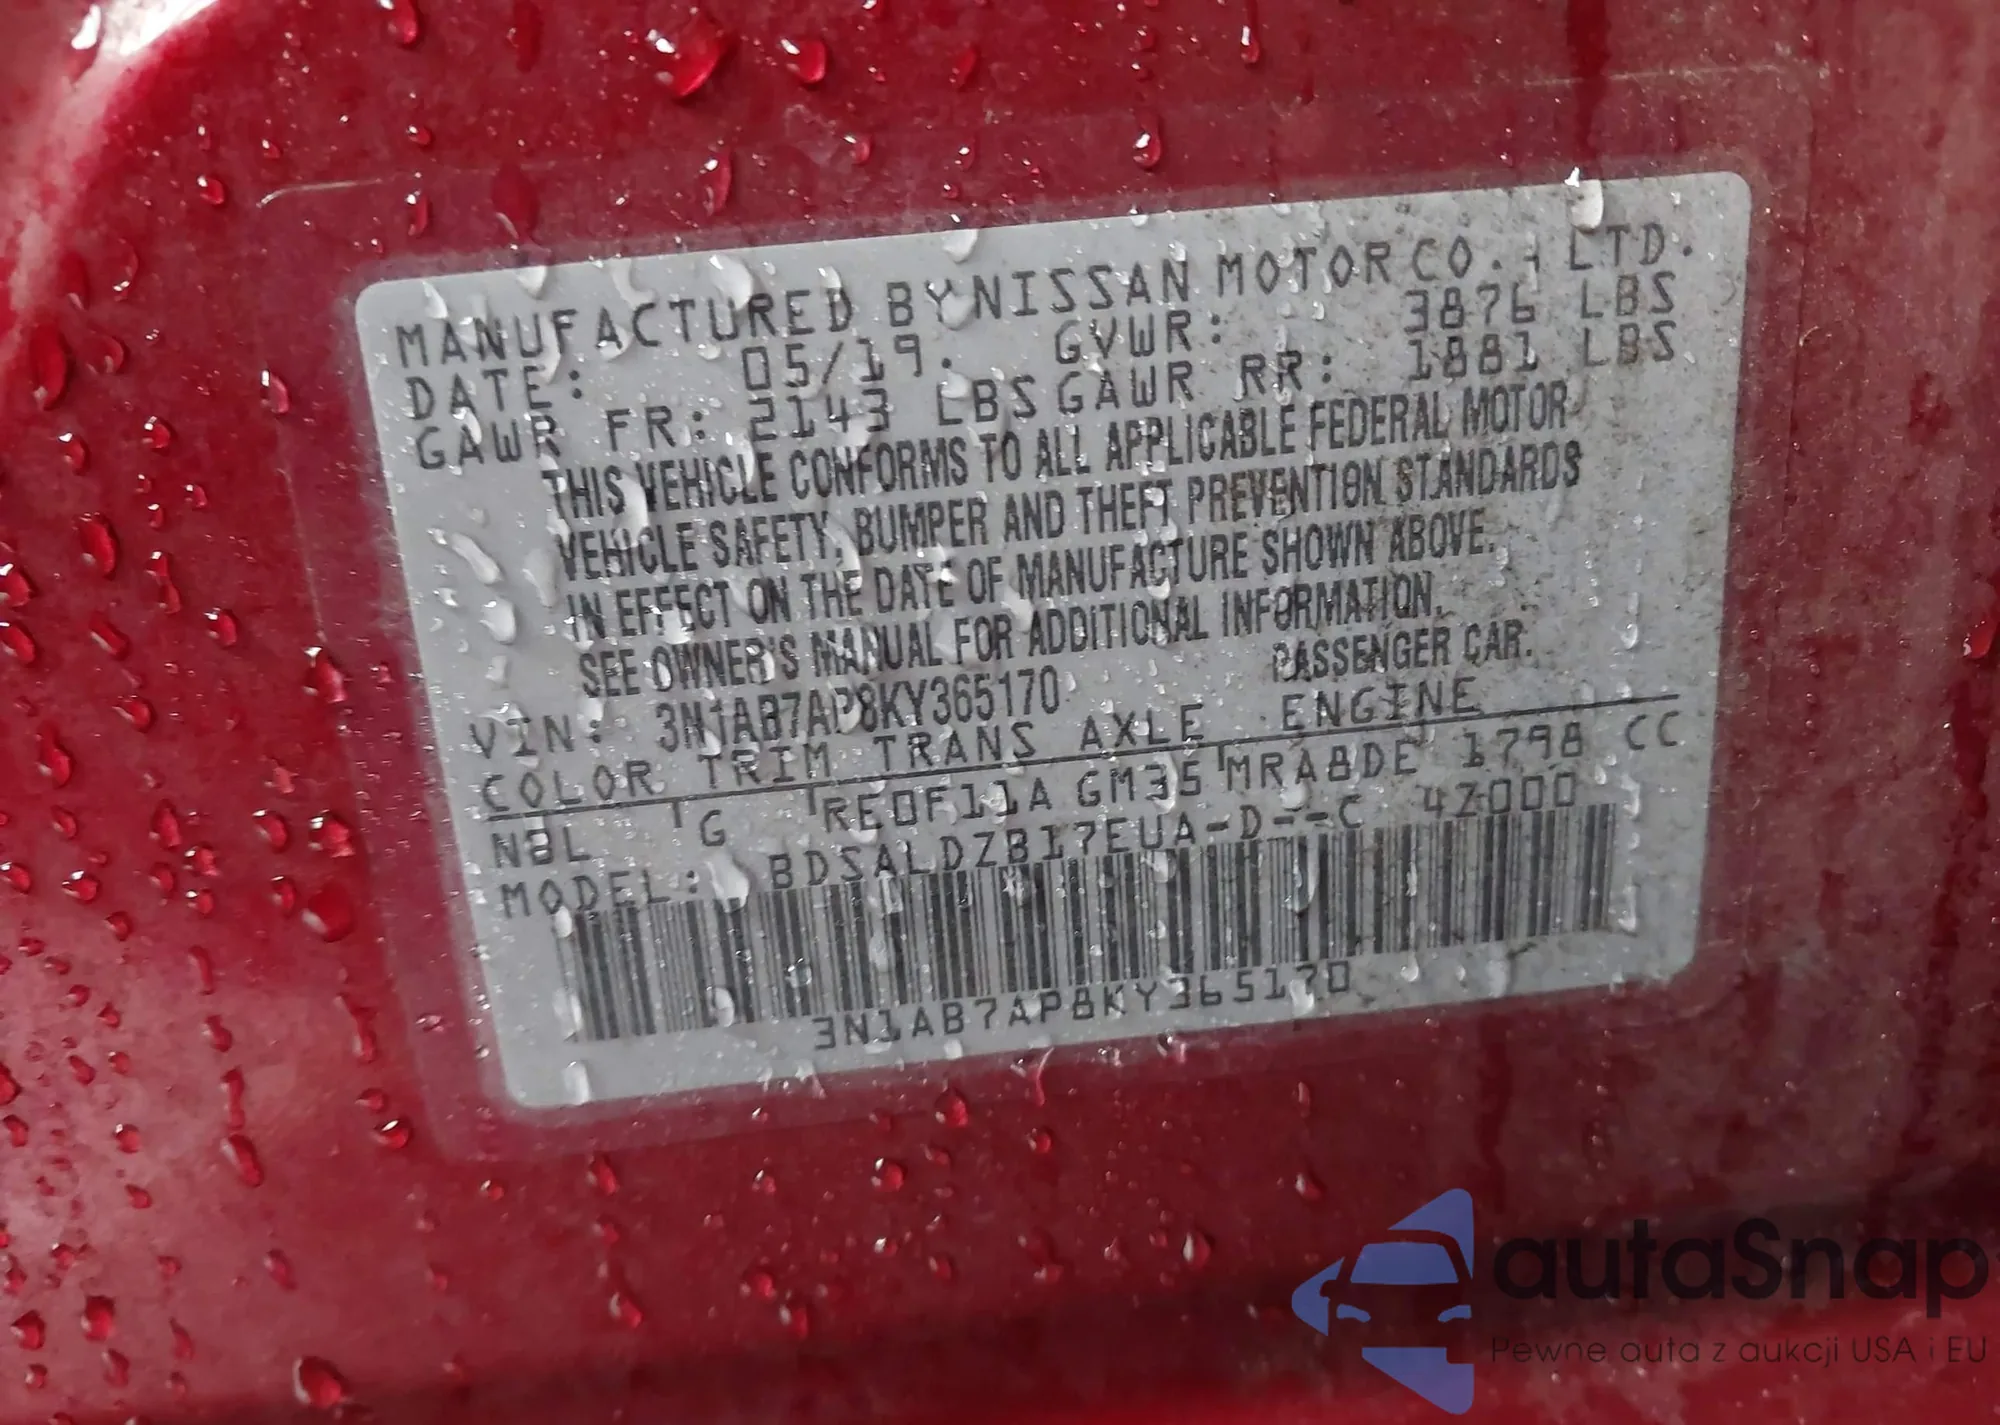 MANUFACTURED BY NISSAN MOTOR CO., LTD.
DATE: 05/19. GVWR: 3876 LBS
GAWR FR: 2143 LBS GAWR RR: 1881 LBS
THIS VEHICLE CONFORMS TO ALL APPLICABLE FEDERAL MOTOR
VEHICLE SAFETY, BUMPER AND THEFT PREVENTION STANDARDS
IN EFFECT ON THE DATE OF MANUFACTURE SHOWN ABOVE.
SEE OWNER'S MANUAL FOR ADDITIONAL INFORMATION.
VIN: 3N1AB7AP8KY365170 PASSENGER CAR.
COLOR TRIM TRANS AXLE ENGINE
NBL G RE0F11A GM35 MRA8DE 1798 CC
MODEL: BDSALDZB17EUA-D--C 4Z000
3N1AB7AP8KY365170
autaSnap
Pewne auta z aukcji USA i EU